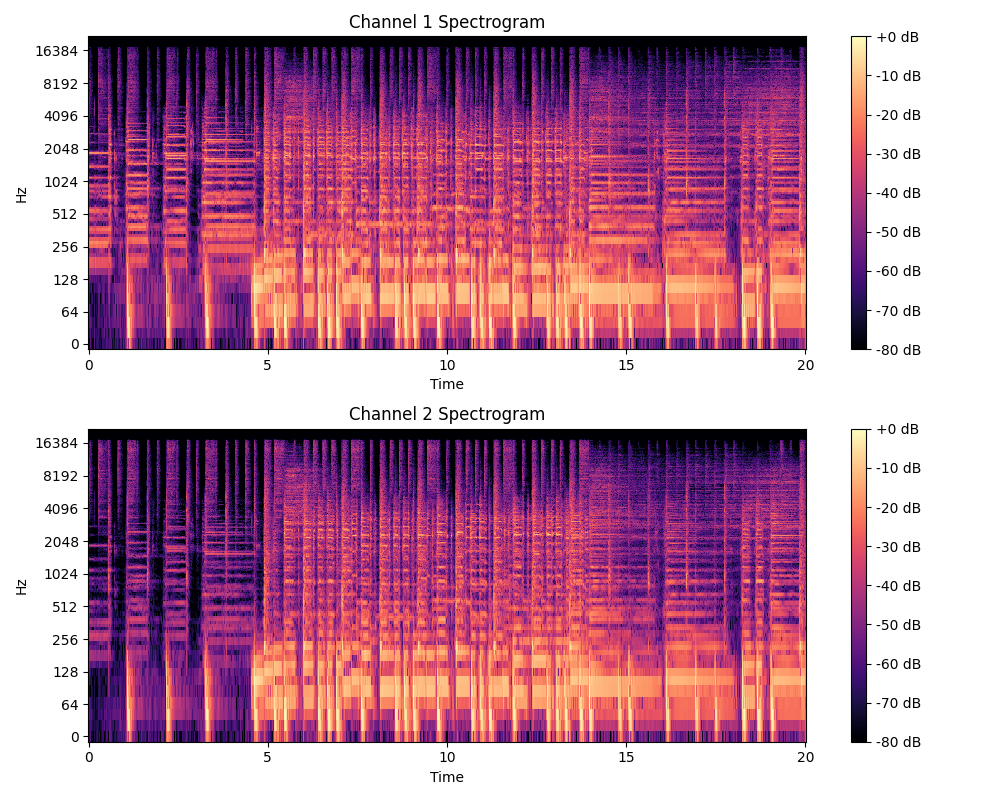 Channel 1 Spectrogram
16384
8192
4096
2048
1024
512
256
128
64
0
Hz
0 5 10 15 20
Time
+0 dB
-10 dB
-20 dB
-30 dB
-40 dB
-50 dB
-60 dB
-70 dB
-80 dB
Channel 2 Spectrogram
16384
8192
4096
2048
1024
512
256
128
64
0
Hz
0 5 10 15 20
Time
+0 dB
-10 dB
-20 dB
-30 dB
-40 dB
-50 dB
-60 dB
-70 dB
-80 dB